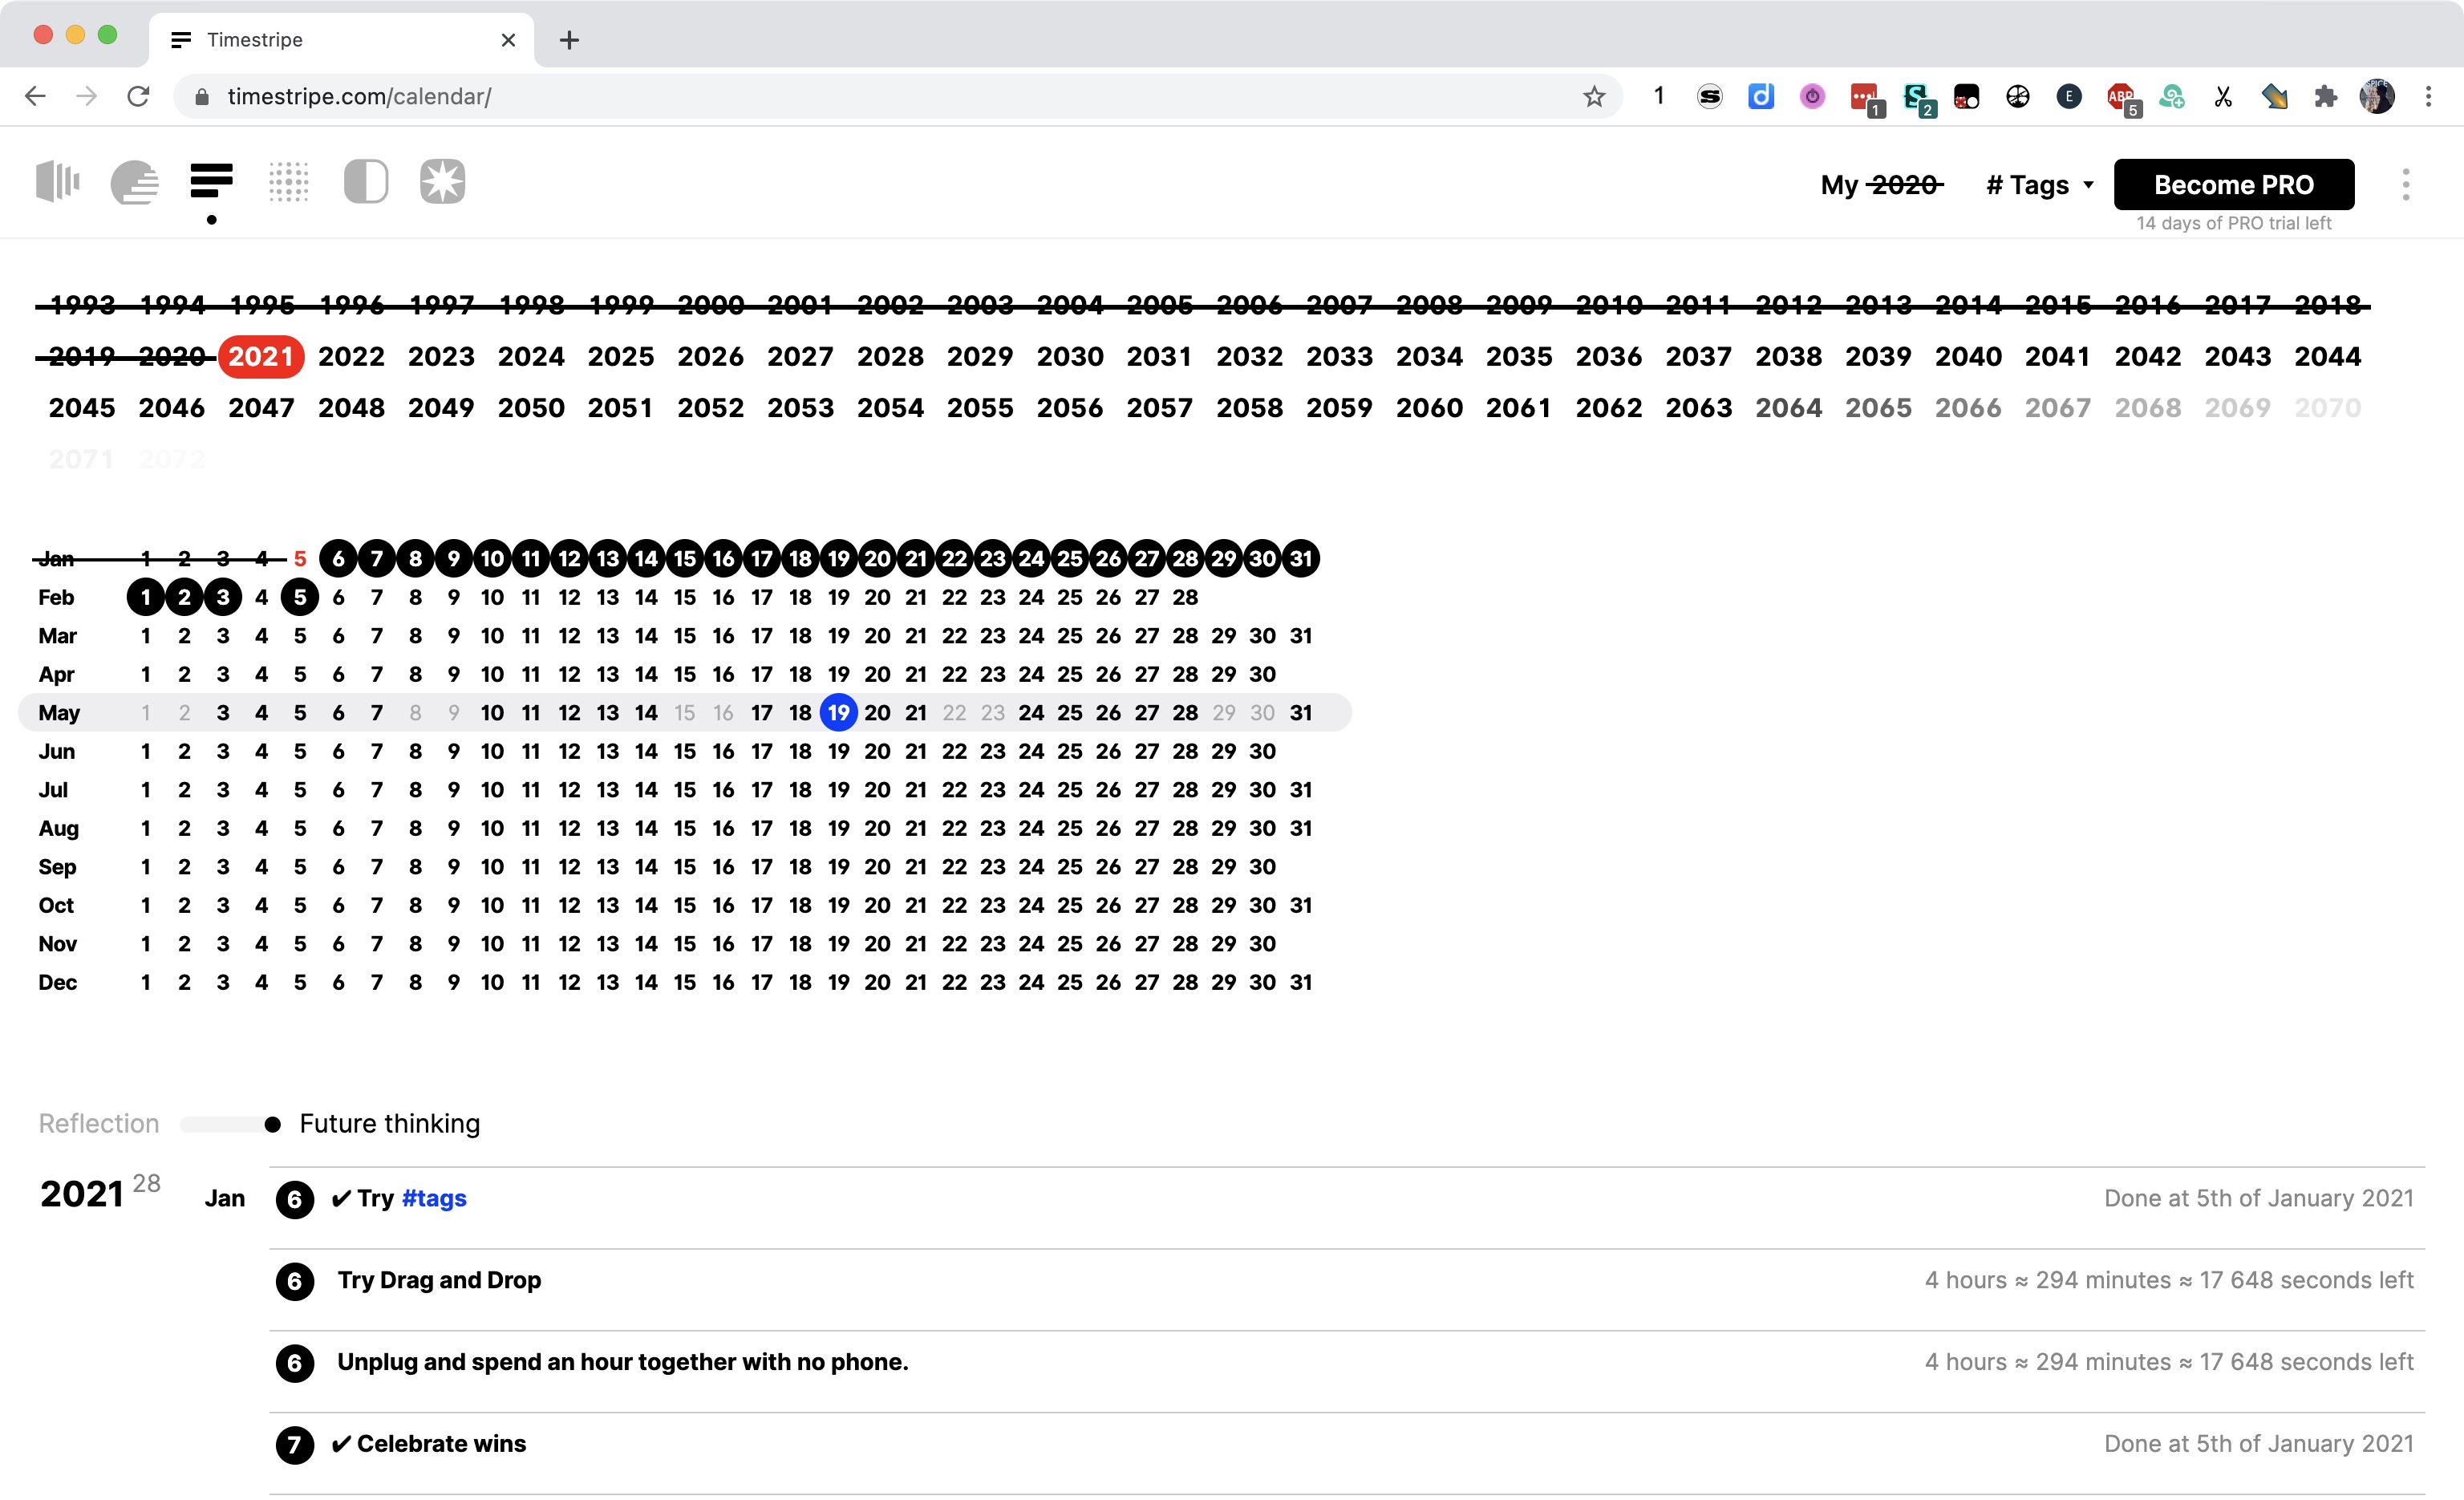 Timestripe
timestripe.com/calendar/
1
1
2
E
ABP
5
My 2020
# Tags
Become PRO
14 days of PRO trial left
1993 1994 1995 1996 1997 1998 1999 2000 2001 2002 2003 2004 2005 2006 2007 2008 2009 2010 2011 2012 2013 2014 2015 2016 2017 2018
2019 2020 2021 2022 2023 2024 2025 2026 2027 2028 2029 2030 2031 2032 2033 2034 2035 2036 2037 2038 2039 2040 2041 2042 2043 2044
2045 2046 2047 2048 2049 2050 2051 2052 2053 2054 2055 2056 2057 2058 2059 2060 2061 2062 2063 2064 2065 2066 2067 2068 2069 2070
2071 2072
Jan 1 2 3 4 5 6 7 8 9 10 11 12 13 14 15 16 17 18 19 20 21 22 23 24 25 26 27 28 29 30 31
Feb 1 2 3 4 5 6 7 8 9 10 11 12 13 14 15 16 17 18 19 20 21 22 23 24 25 26 27 28
Mar 1 2 3 4 5 6 7 8 9 10 11 12 13 14 15 16 17 18 19 20 21 22 23 24 25 26 27 28 29 30 31
Apr 1 2 3 4 5 6 7 8 9 10 11 12 13 14 15 16 17 18 19 20 21 22 23 24 25 26 27 28 29 30
May 1 2 3 4 5 6 7 8 9 10 11 12 13 14 15 16 17 18 19 20 21 22 23 24 25 26 27 28 29 30 31
Jun 1 2 3 4 5 6 7 8 9 10 11 12 13 14 15 16 17 18 19 20 21 22 23 24 25 26 27 28 29 30
Jul 1 2 3 4 5 6 7 8 9 10 11 12 13 14 15 16 17 18 19 20 21 22 23 24 25 26 27 28 29 30 31
Aug 1 2 3 4 5 6 7 8 9 10 11 12 13 14 15 16 17 18 19 20 21 22 23 24 25 26 27 28 29 30 31
Sep 1 2 3 4 5 6 7 8 9 10 11 12 13 14 15 16 17 18 19 20 21 22 23 24 25 26 27 28 29 30
Oct 1 2 3 4 5 6 7 8 9 10 11 12 13 14 15 16 17 18 19 20 21 22 23 24 25 26 27 28 29 30 31
Nov 1 2 3 4 5 6 7 8 9 10 11 12 13 14 15 16 17 18 19 20 21 22 23 24 25 26 27 28 29 30
Dec 1 2 3 4 5 6 7 8 9 10 11 12 13 14 15 16 17 18 19 20 21 22 23 24 25 26 27 28 29 30 31
Reflection Future thinking
2021 28 Jan 6 ✔ Try #tags Done at 5th of January 2021
6 Try Drag and Drop 4 hours ≈ 294 minutes ≈ 17 648 seconds left
6 Unplug and spend an hour together with no phone. 4 hours ≈ 294 minutes ≈ 17 648 seconds left
7 ✔ Celebrate wins Done at 5th of January 2021